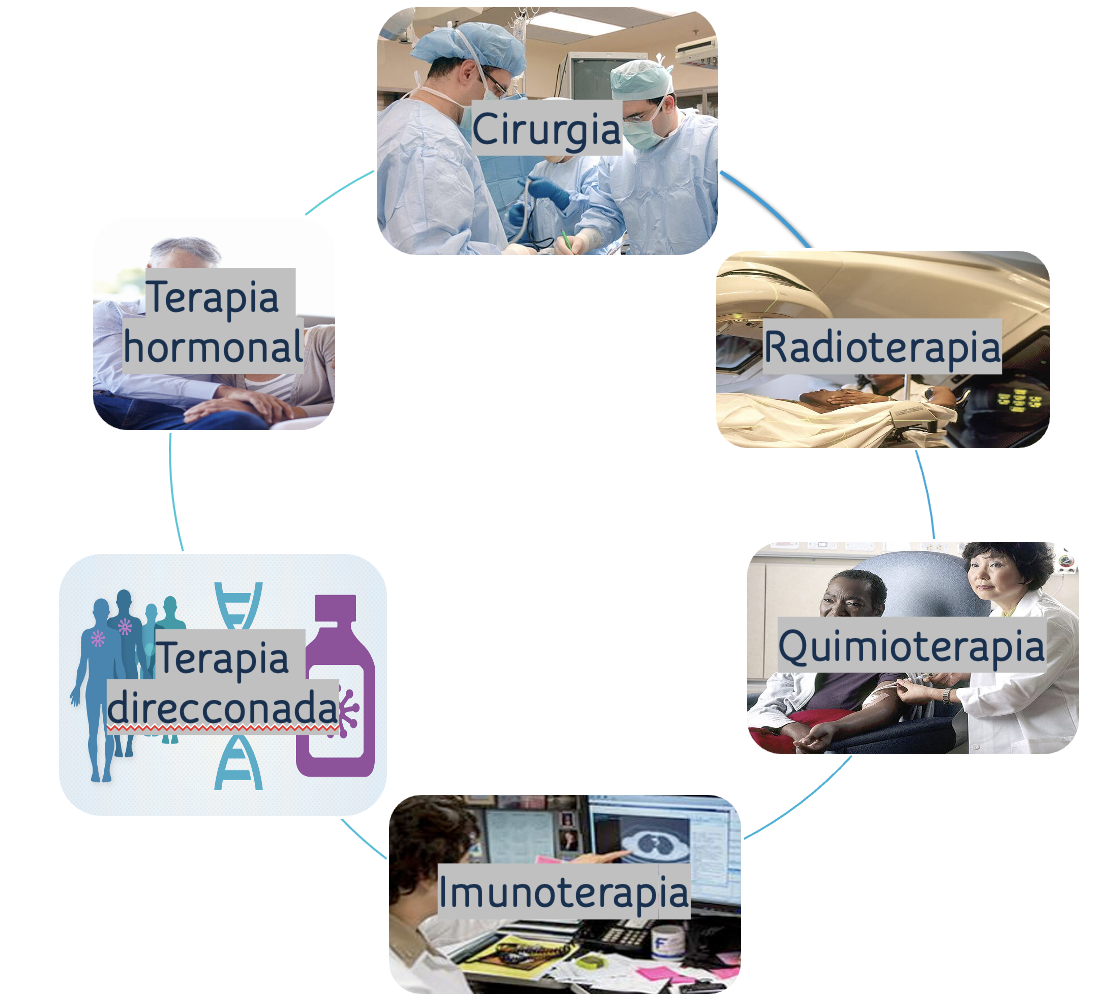 Cirurgia
Radioterapia
Quimioterapia
Imunoterapia
Terapia
direcconada
Terapia
hormonal